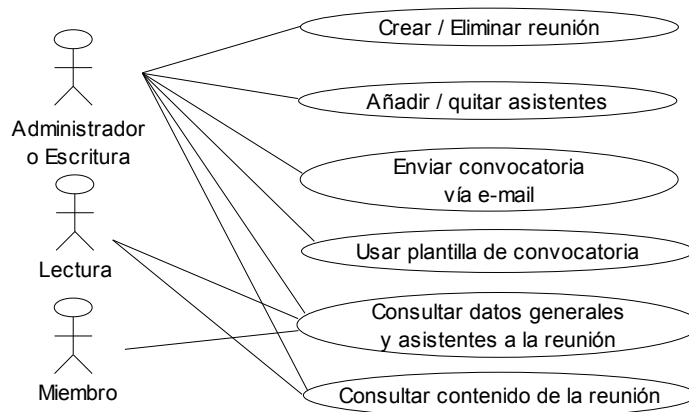 Crear / Eliminar reunión
Añadir / quitar asistentes
Administrador
o Escritura
Enviar convocatoria
vía e-mail
Usar plantilla de convocatoria
Lectura
Consultar datos generales
y asistentes a la reunión
Miembro
Consultar contenido de la reunión